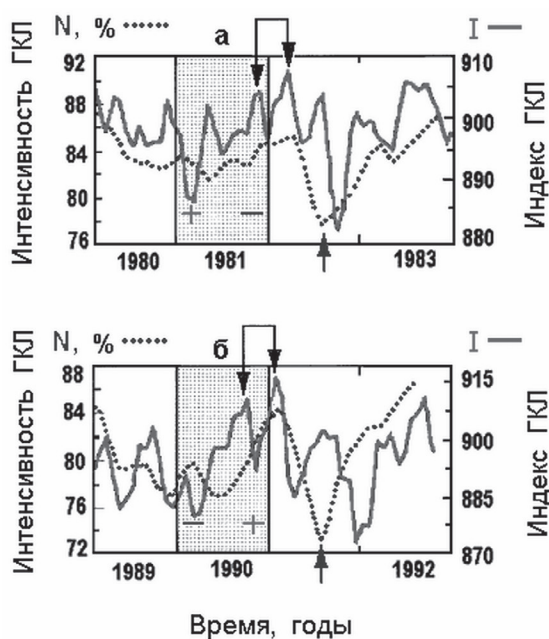 N, % а I
Интенсивность ГКЛ
92
88
84
80
76
Индекс ГКЛ
910
900
890
880
+ −
1980 1981 1983
N, % б I
Интенсивность ГКЛ
88
84
80
76
72
Индекс ГКЛ
915
900
885
870
− +
1989 1990 1992
Время, годы